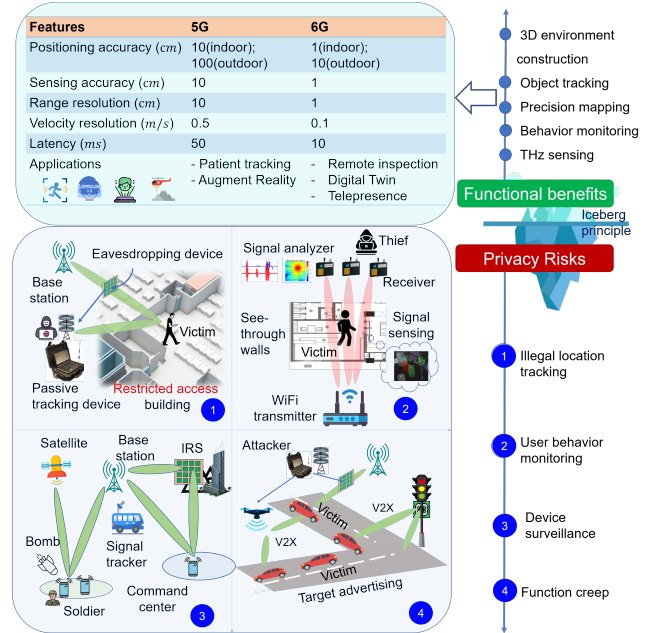 Features 5G 6G
Positioning accuracy (cm) 10(indoor); 1(indoor);
100(outdoor) 10(outdoor)
Sensing accuracy (cm) 10 1
Range resolution (cm) 10 1
Velocity resolution (m/s) 0.5 0.1
Latency (ms) 50 10
Applications - Patient tracking - Remote inspection
- Augment Reality - Digital Twin
- Telepresence
3D environment
construction
Object tracking
Precision mapping
Behavior monitoring
THz sensing
Functional benefits
Iceberg
principle
Privacy Risks
1 Illegal location
tracking
2 User behavior
monitoring
3 Device
surveillance
4 Function creep
Eavesdropping device
Base
station
Victim
Passive
tracking device
Restricted access
building
1
Thief
Signal analyzer
Receiver
See-
through
walls
Signal
sensing
Victim
WiFi
transmitter
2
Satellite
Base
station
IRS
Bomb
Signal
tracker
Soldier
Command
center
3
Attacker
V2X
Victim
V2X
Victim
Target advertising
4